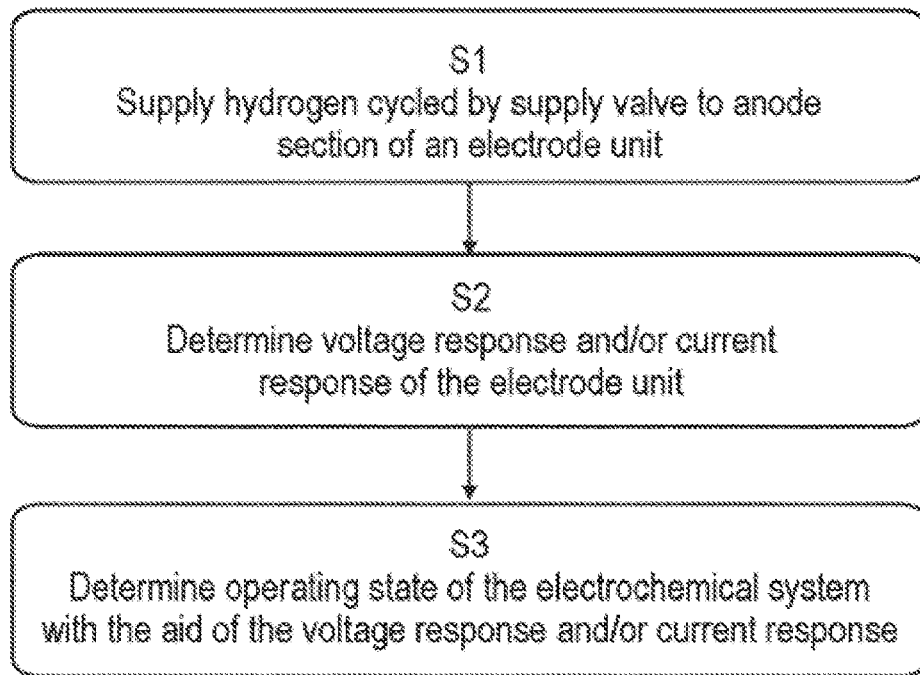 S1
Supply hydrogen cycled by supply valve to anode
section of an electrode unit
S2
Determine voltage response and/or current
response of the electrode unit
S3
Determine operating state of the electrochemical system
with the aid of the voltage response and/or current response